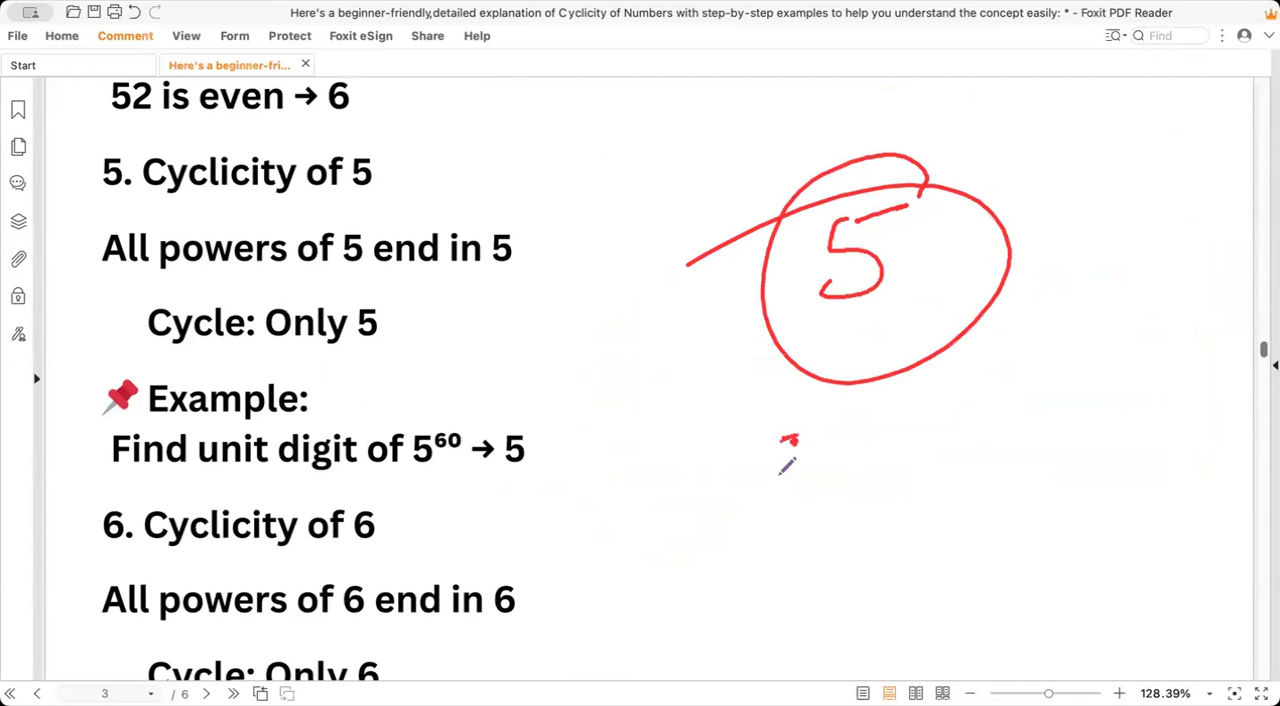 Here's a beginner-friendly,detailed explanation of Cyclicity of Numbers with step-by-step examples to help you understand the concept easily: * - Foxit PDF Reader
File Home Comment View Form Protect Foxit eSign Share Help Find
Start Here's a beginner-fri...
52 is even → 6
5. Cyclicity of 5
All powers of 5 end in 5
Cycle: Only 5
📌 Example:
Find unit digit of 5⁶⁰ → 5
6. Cyclicity of 6
All powers of 6 end in 6
Cycle: Only 6
5
3 / 6 128.39%